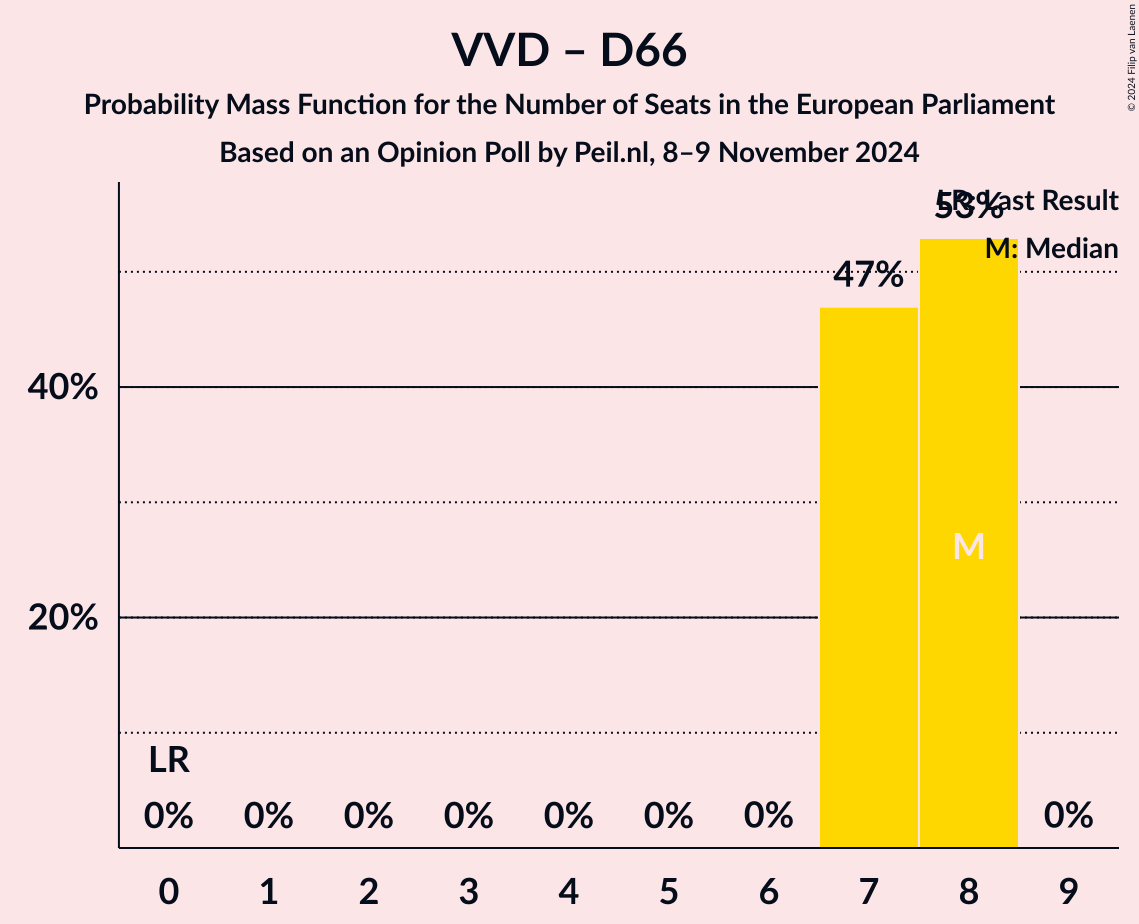 VVD – D66
Probability Mass Function for the Number of Seats in the European Parliament
Based on an Opinion Poll by Peil.nl, 8–9 November 2024
© 2024 Filip van Laenen
LR: Last Result
M: Median
53%
47%
40%
20%
M
LR
0% 0% 0% 0% 0% 0% 0% 0%
0 1 2 3 4 5 6 7 8 9